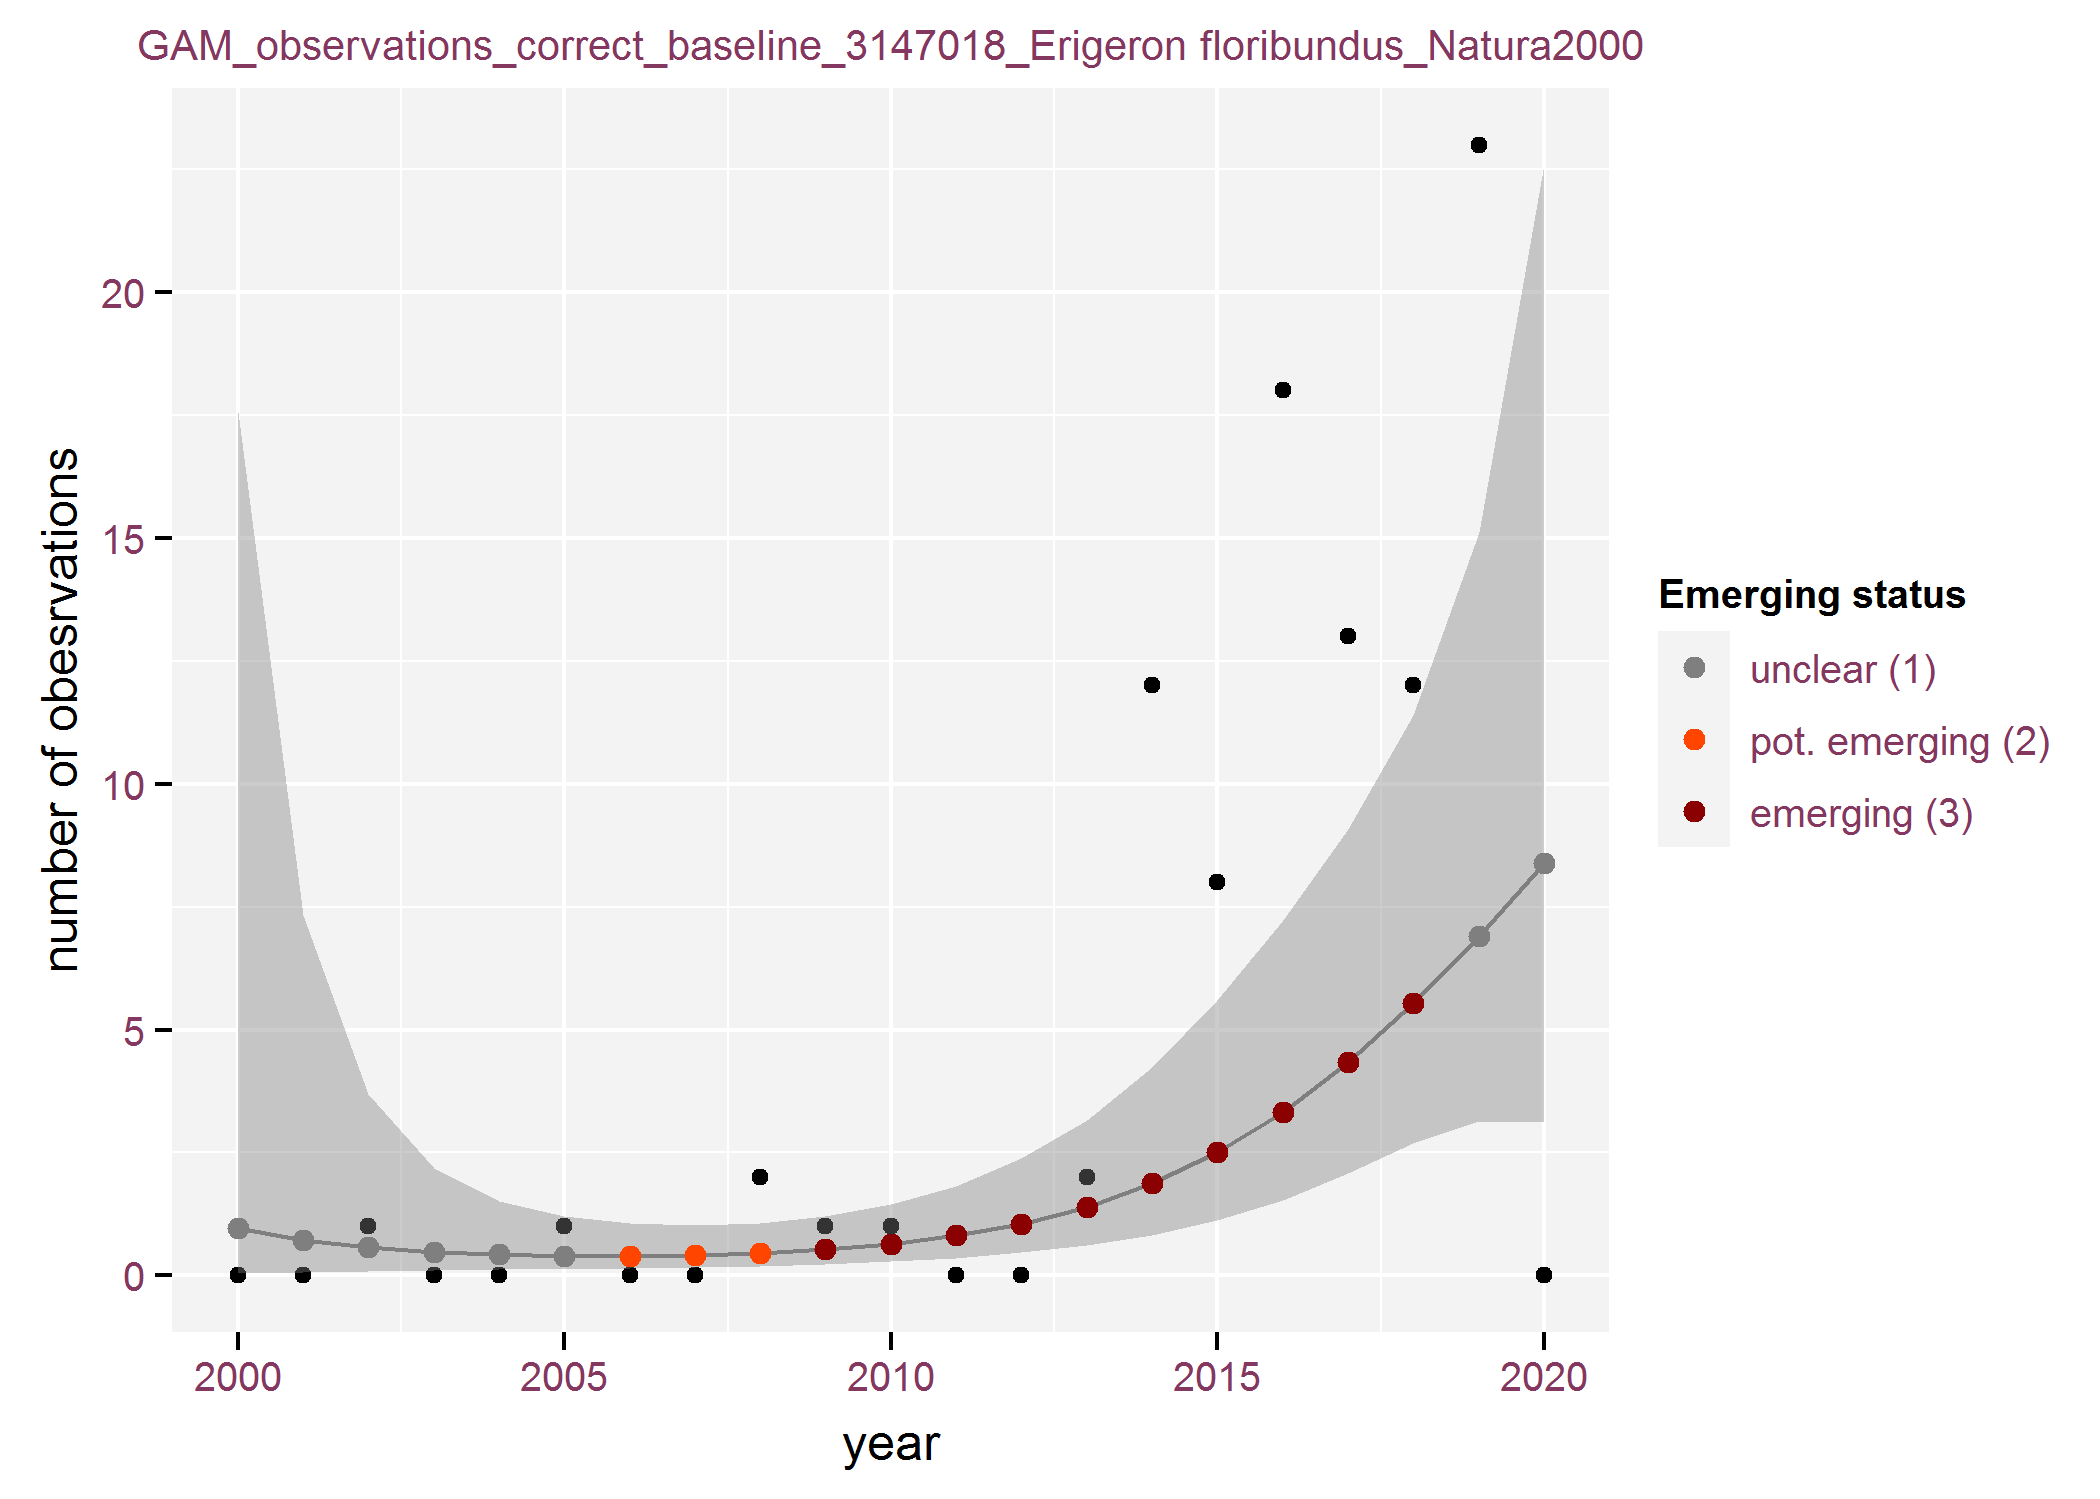 GAM_observations_correct_baseline_3147018_Erigeron floribundus_Natura2000
number of obesrvations
20
15
10
5
0
2000
2005
2010
2015
2020
year
Emerging status
unclear (1)
pot. emerging (2)
emerging (3)